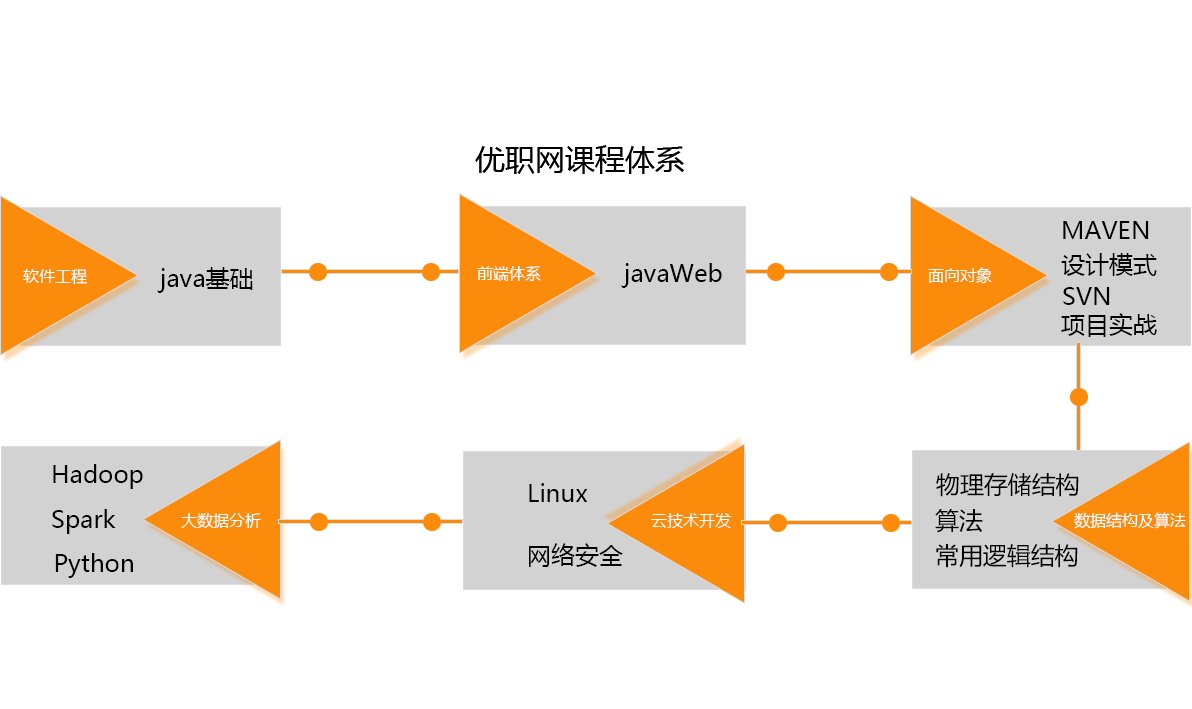 优职网课程体系
软件工程
java基础
前端体系
javaWeb
面向对象
MAVEN
设计模式
SVN
项目实战
数据结构及算法
物理存储结构
算法
常用逻辑结构
云技术开发
Linux
网络安全
大数据分析
Hadoop
Spark
Python